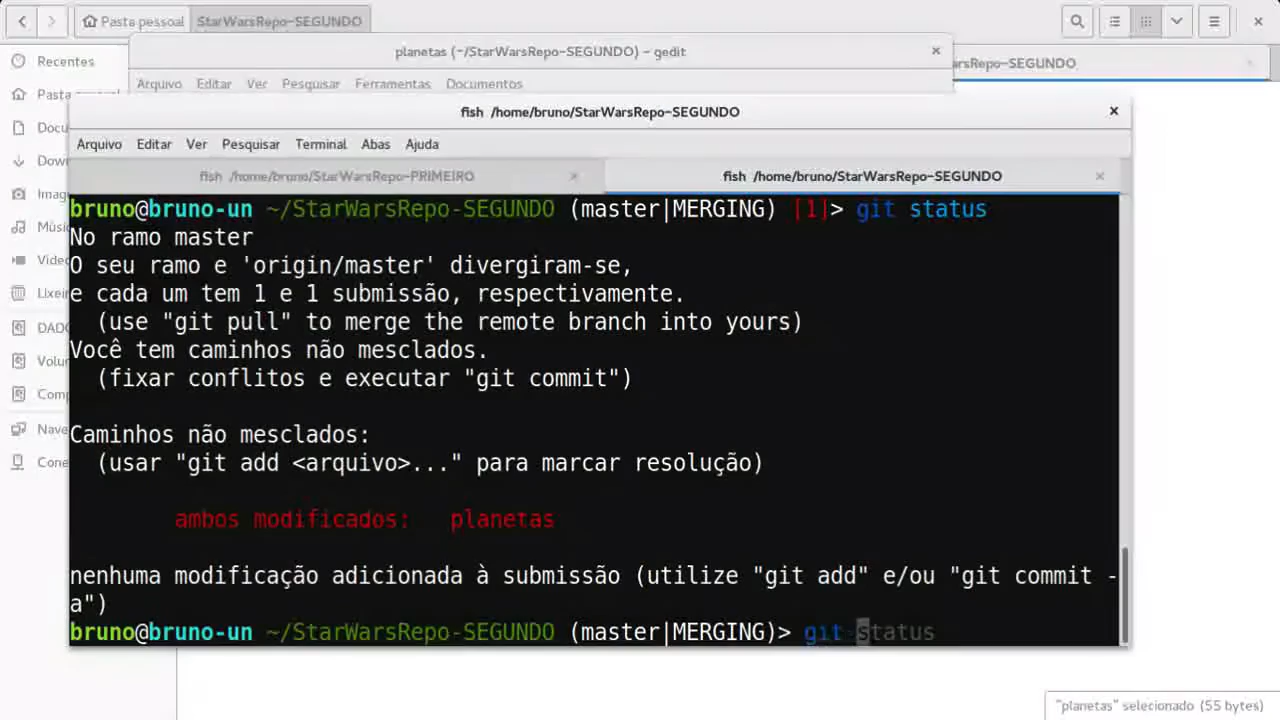 Pasta pessoal StarWarsRepo-SEGUNDO
planetas (~/StarWarsRepo-SEGUNDO) - gedit
Recentes
Arquivo Editar Ver Pesquisar Ferramentas Documentos
fish /home/bruno/StarWarsRepo-SEGUNDO
Arquivo Editar Ver Pesquisar Terminal Abas Ajuda
fish /home/bruno/StarWarsRepo-PRIMEIRO
fish /home/bruno/StarWarsRepo-SEGUNDO
bruno@bruno-un ~/StarWarsRepo-SEGUNDO (master|MERGING) [1]> git status
No ramo master
O seu ramo e 'origin/master' divergiram-se,
e cada um tem 1 e 1 submissão, respectivamente.
(use "git pull" to merge the remote branch into yours)
Você tem caminhos não mesclados.
(fixar conflitos e executar "git commit")
Caminhos não mesclados:
(usar "git add <arquivo>..." para marcar resolução)
ambos modificados: planetas
nenhuma modificação adicionada à submissão (utilize "git add" e/ou "git commit -
a")
bruno@bruno-un ~/StarWarsRepo-SEGUNDO (master|MERGING)> git status
"planetas" selecionado (55 bytes)